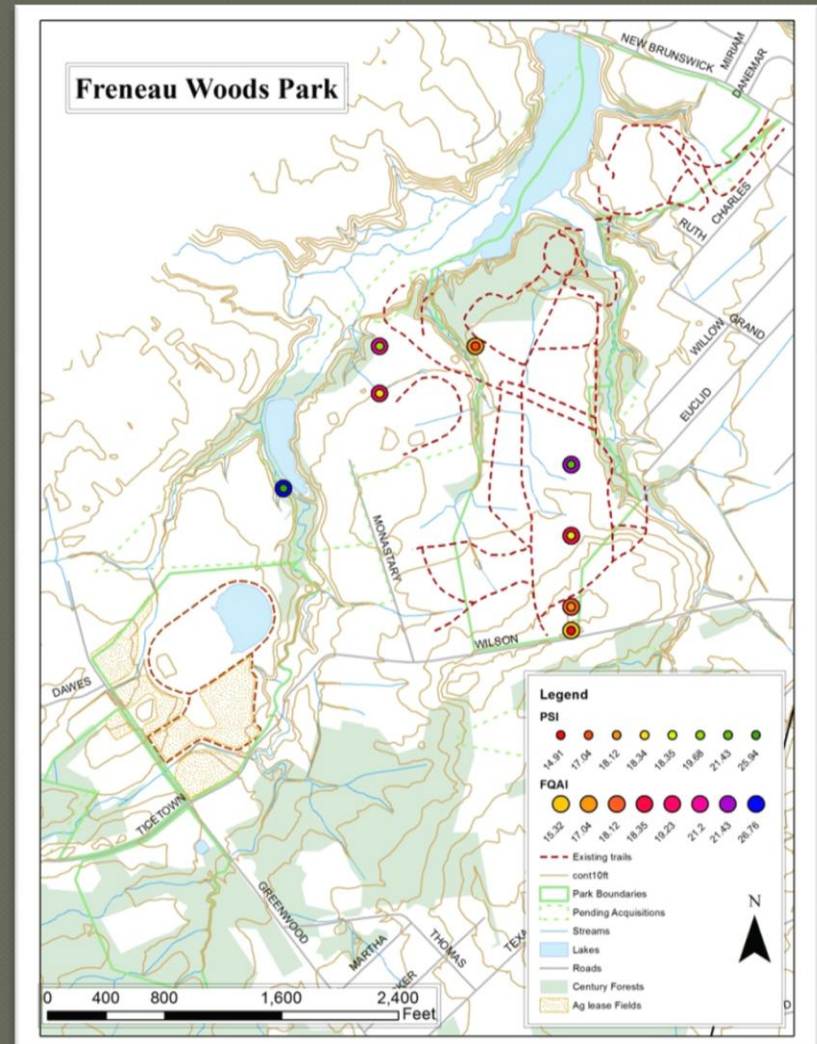 Freneau Woods Park
NEW BRUNSWICK
MIRIAM
DANEMAR
CHARLES
RUTH
WILLOW
GRAND
EUCLID
MONASTARY
WILSON
DAWES
TICETOWN
GREENWOOD
MARTHA
THOMAS
TEXA
KER
D
Legend
PSI
14.91 17.04 18.12 18.34 18.35 19.68 21.43 25.94
FQAI
15.32 17.04 18.12 18.35 19.23 21.2 21.43 26.76
Existing trails
cont10ft
Park Boundaries
Pending Acquisitions
Streams
Lakes
Roads
Century Forests
Ag lease Fields
N
0 400 800 1,600 2,400
Feet